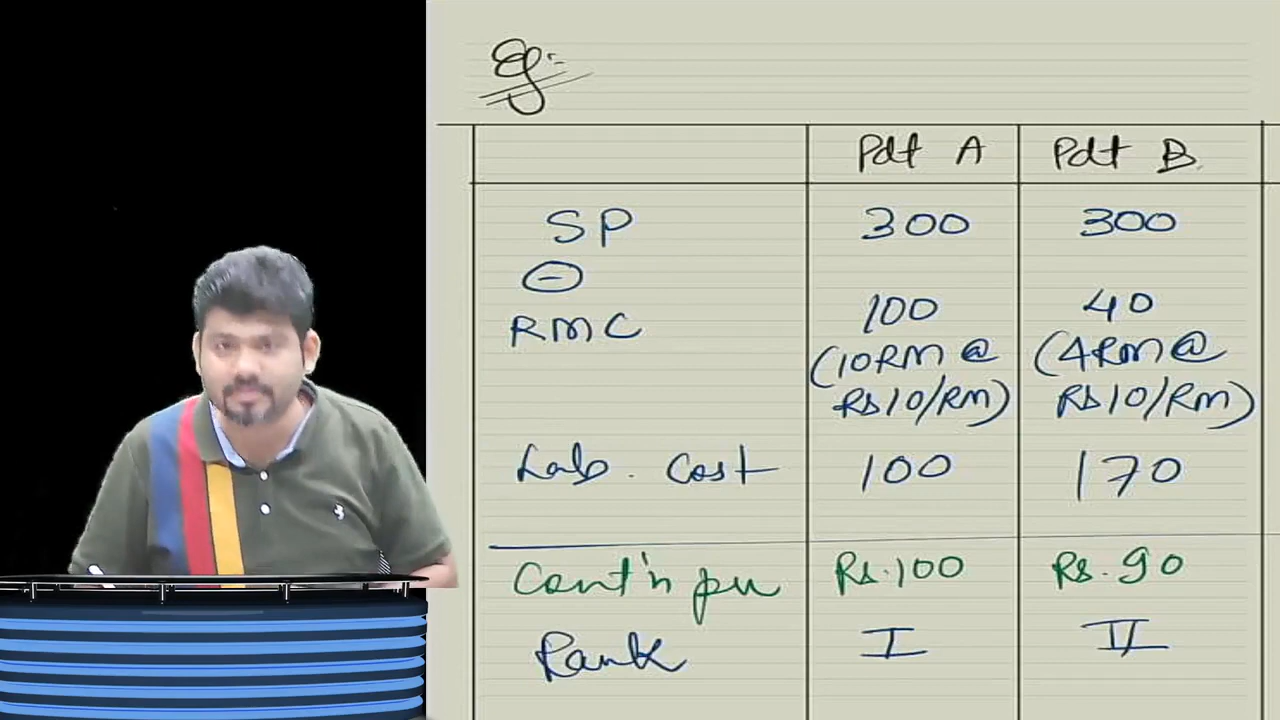 Eg:-
Pdt A Pdt B
SP 300 300
⊖
RMC 100 40
(10RM @ (4RM @
Rs10/RM) Rs10/RM)
Lab. Cost 100 170
Cont'n pu Rs.100 Rs.90
Rank I II